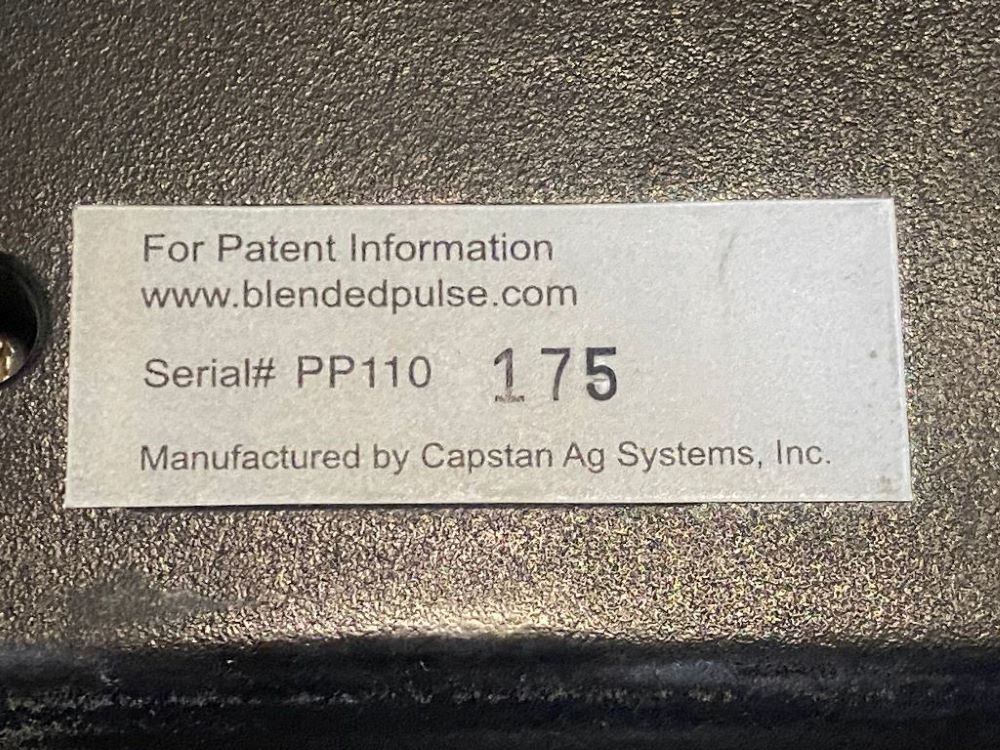 For Patent Information
www.blendedpulse.com
Serial# PP110 175
Manufactured by Capstan Ag Systems, Inc.